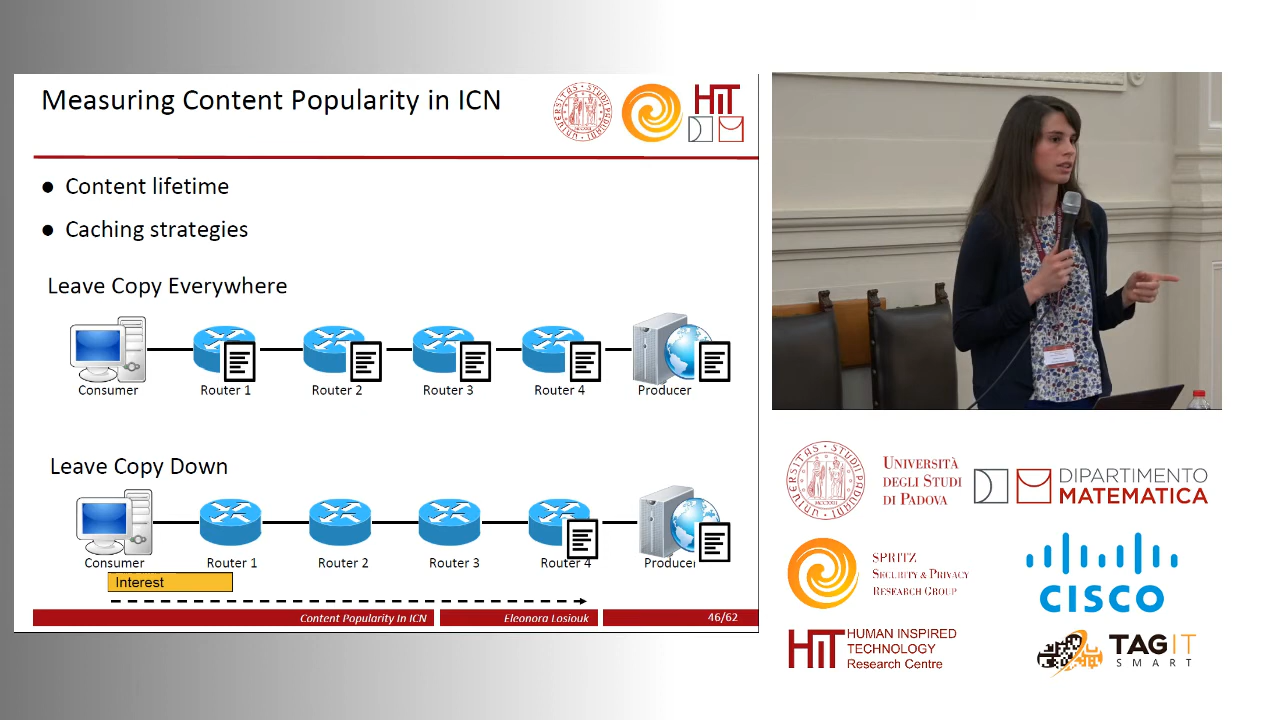 Measuring Content Popularity in ICN
HIT
● Content lifetime
● Caching strategies
Leave Copy Everywhere
Consumer
Router 1
Router 2
Router 3
Router 4
Producer
Leave Copy Down
Consumer
Router 1
Router 2
Router 3
Router 4
Producer
Interest
Content Popularity In ICN
Eleonora Losiouk
46/62
UNIVERSITÀ
DEGLI STUDI
DI PADOVA
DIPARTIMENTO
MATEMATICA
SPRITZ
SECURITY & PRIVACY
RESEARCH GROUP
CISCO
HIT
HUMAN INSPIRED
TECHNOLOGY
Research Centre
TAGIT
SMART